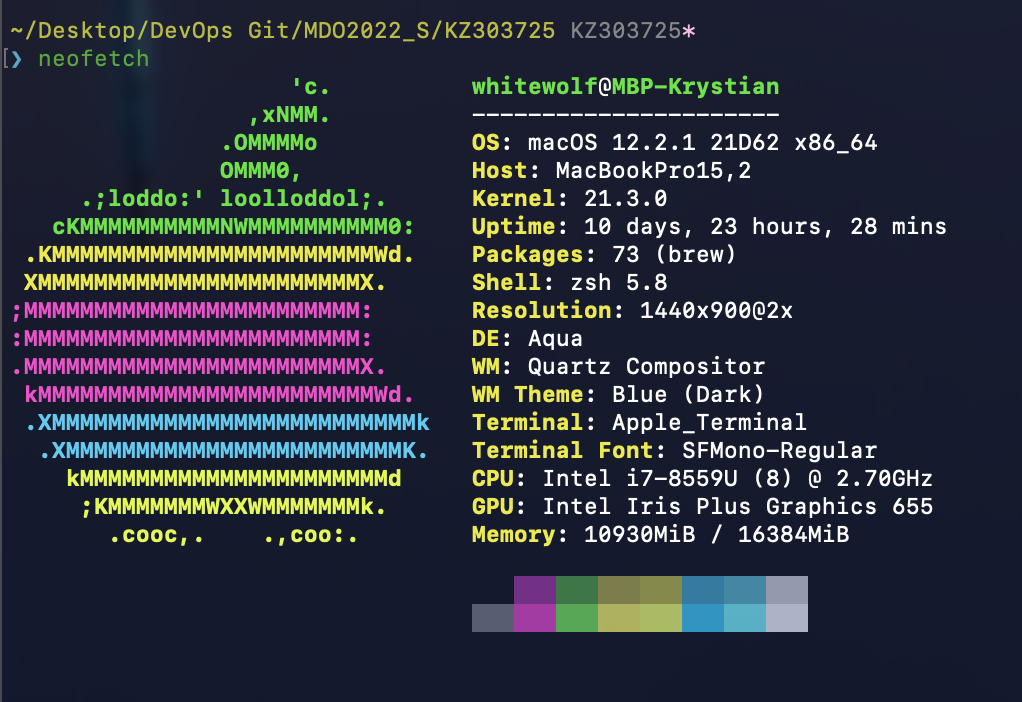 ~/Desktop/DevOps Git/MDO2022_S/KZ303725 KZ303725*
[❯ neofetch
                    'c.          whitewolf@MBP-Krystian
                 ,xNMM.          ----------------------
               .OMMMMo           OS: macOS 12.2.1 21D62 x86_64
               OMMM0,            Host: MacBookPro15,2
     .;loddo:' loolloddol;.      Kernel: 21.3.0
   cKMMMMMMMMMMNWMMMMMMMMMM0:    Uptime: 10 days, 23 hours, 28 mins
 .KMMMMMMMMMMMMMMMMMMMMMMMWd.    Packages: 73 (brew)
 XMMMMMMMMMMMMMMMMMMMMMMMX.      Shell: zsh 5.8
;MMMMMMMMMMMMMMMMMMMMMMMM:       Resolution: 1440x900@2x
:MMMMMMMMMMMMMMMMMMMMMMMM:       DE: Aqua
.MMMMMMMMMMMMMMMMMMMMMMMMX.      WM: Quartz Compositor
 kMMMMMMMMMMMMMMMMMMMMMMMMWd.    WM Theme: Blue (Dark)
 .XMMMMMMMMMMMMMMMMMMMMMMMMMMk   Terminal: Apple_Terminal
  .XMMMMMMMMMMMMMMMMMMMMMMMMK.   Terminal Font: SFMono-Regular
    kMMMMMMMMMMMMMMMMMMMMMMd     CPU: Intel i7-8559U (8) @ 2.70GHz
     ;KMMMMMMMWXXWMMMMMMMk.      GPU: Intel Iris Plus Graphics 655
       .cooc,.    .,coo:.        Memory: 10930MiB / 16384MiB